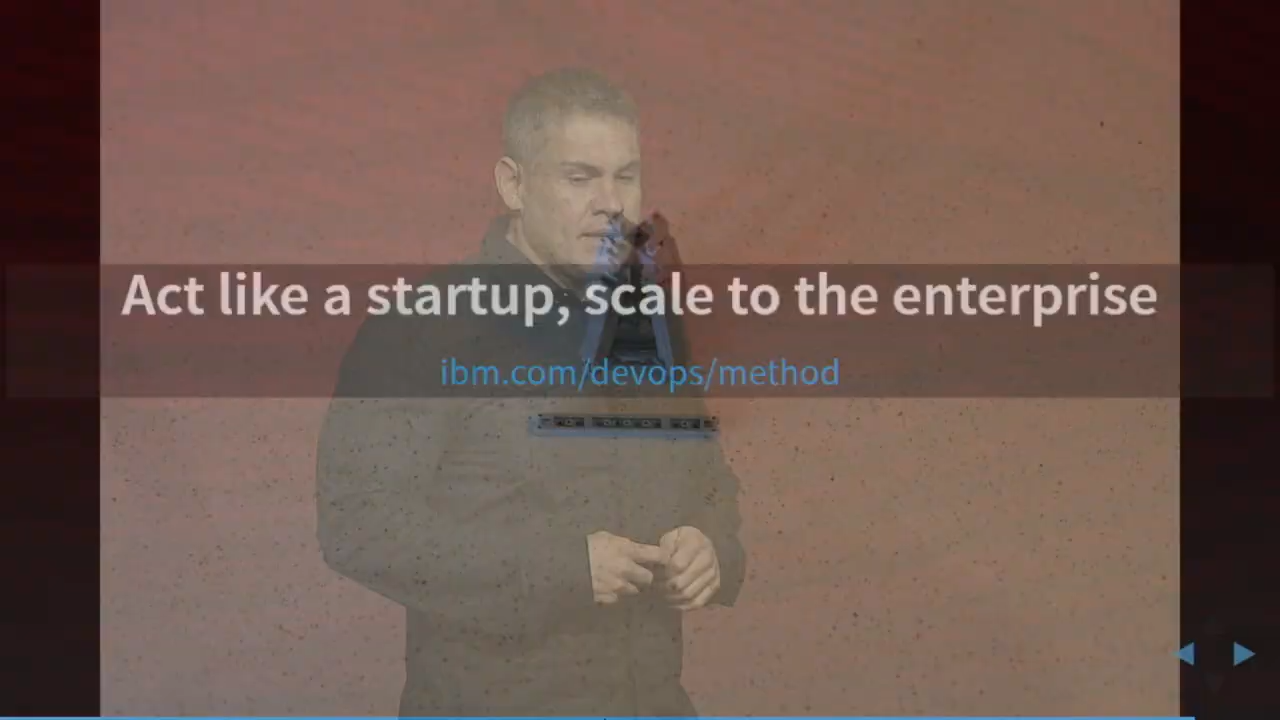 Act like a startup, scale to the enterprise
ibm.com/devops/method